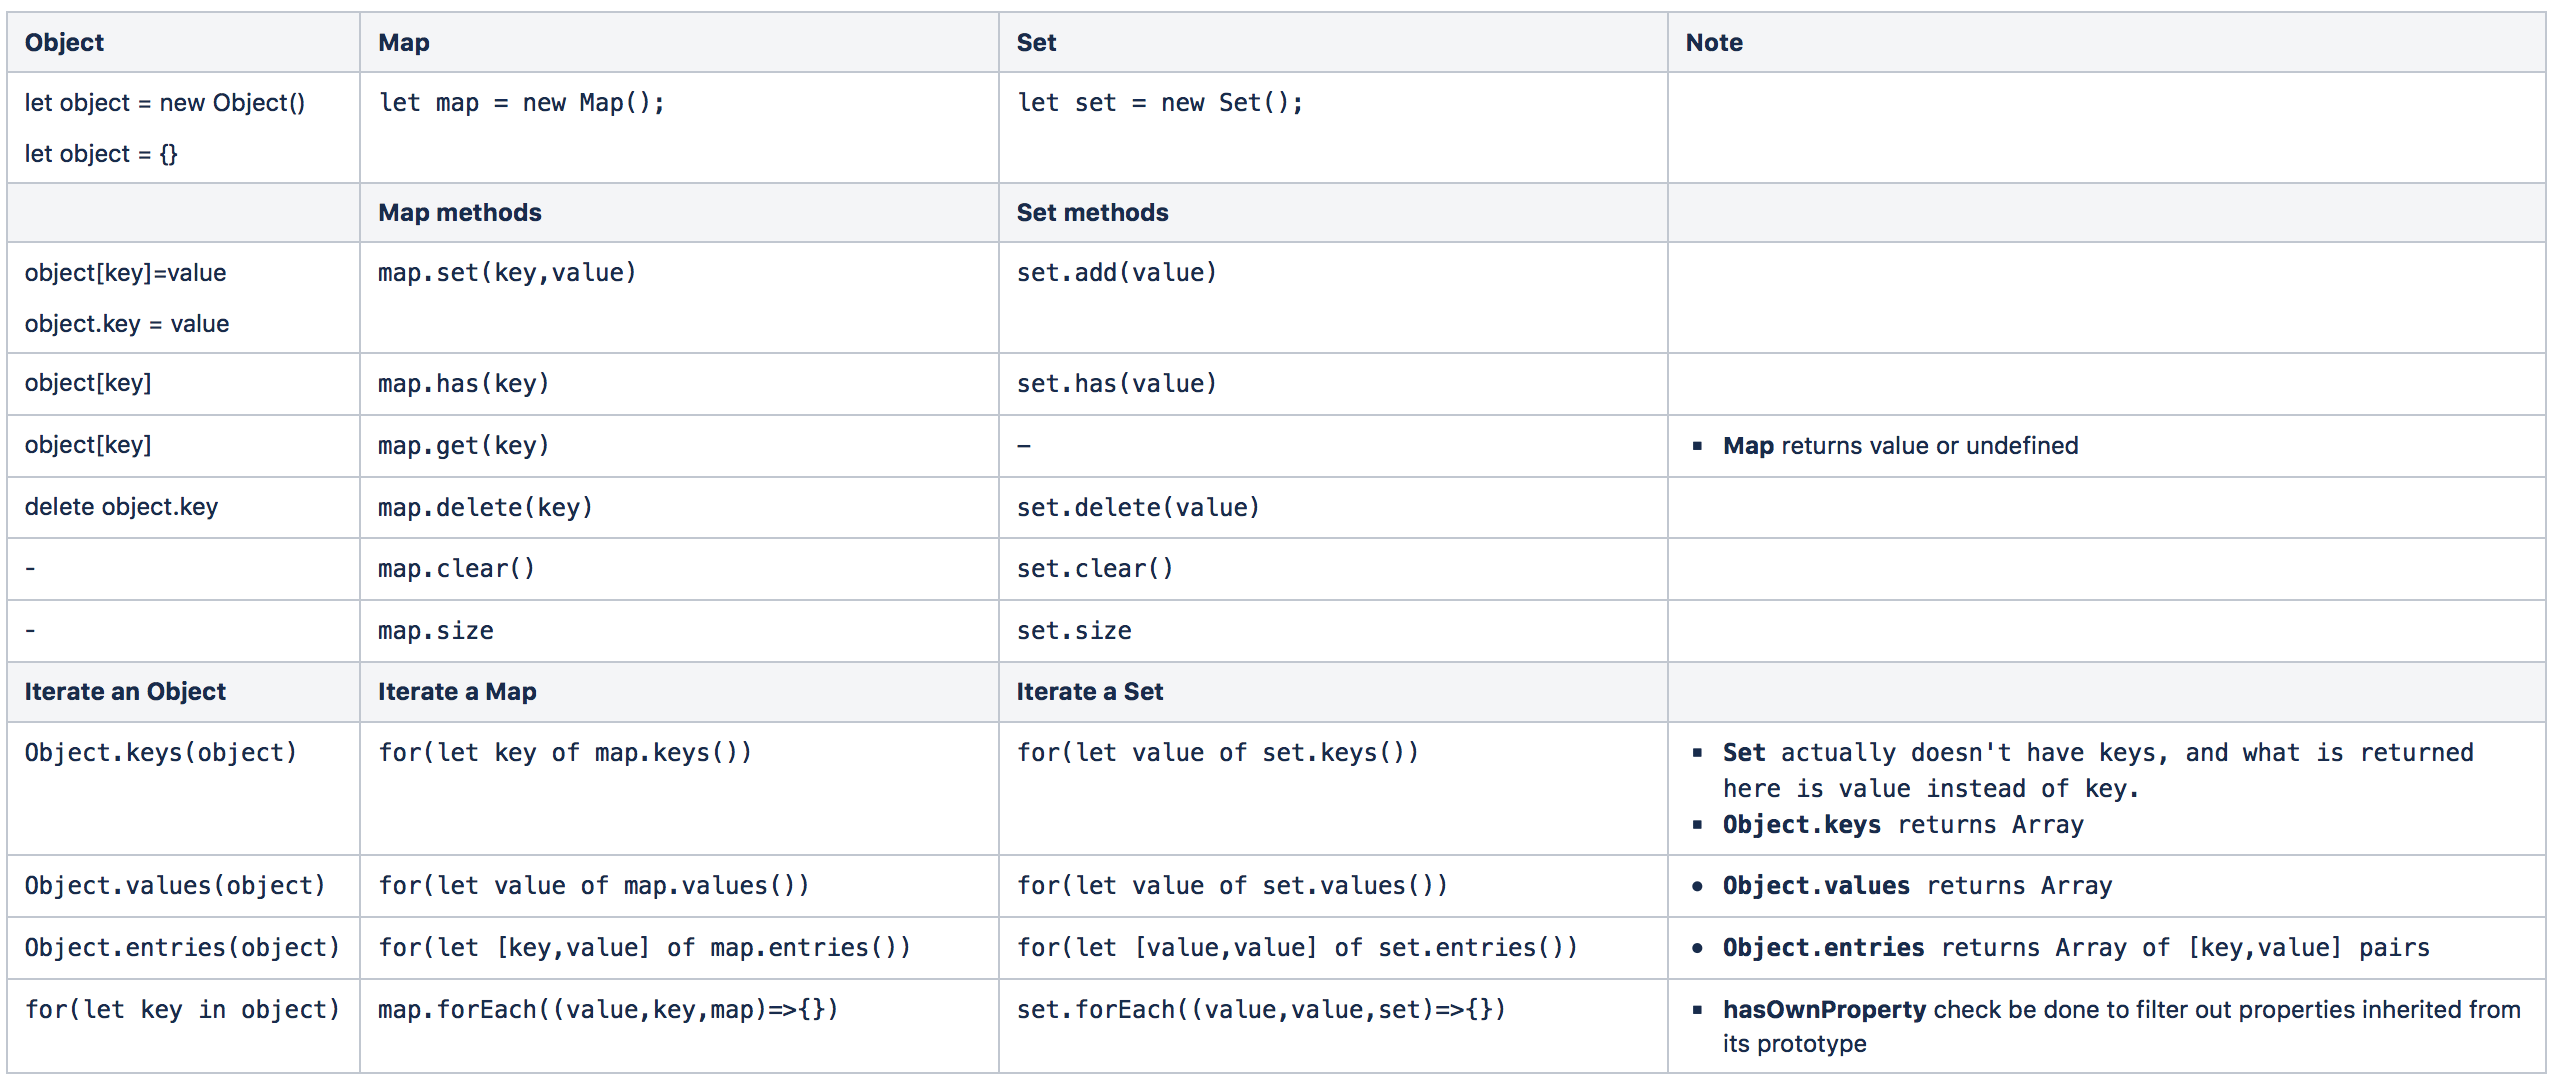 Object Map Set Note
let object = new Object() let map = new Map(); let set = new Set();
let object = {}
Map methods Set methods
object[key]=value map.set(key,value) set.add(value)
object.key = value
object[key] map.has(key) set.has(value)
object[key] map.get(key) – ▪ Map returns value or undefined
delete object.key map.delete(key) set.delete(value)
- map.clear() set.clear()
- map.size set.size
Iterate an Object Iterate a Map Iterate a Set
Object.keys(object) for(let key of map.keys()) for(let value of set.keys()) ▪ Set actually doesn't have keys, and what is returned
here is value instead of key.
▪ Object.keys returns Array
Object.values(object) for(let value of map.values()) for(let value of set.values()) • Object.values returns Array
Object.entries(object) for(let [key,value] of map.entries()) for(let [value,value] of set.entries()) • Object.entries returns Array of [key,value] pairs
for(let key in object) map.forEach((value,key,map)=>{}) set.forEach((value,value,set)=>{}) ▪ hasOwnProperty check be done to filter out properties inherited from
its prototype